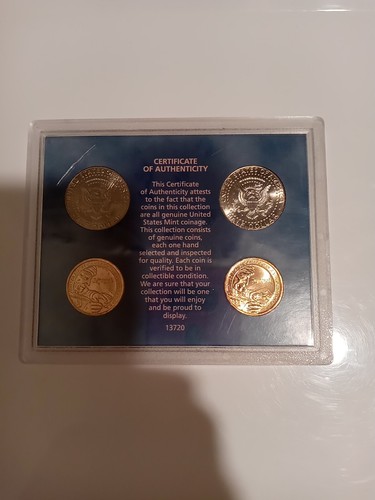 CERTIFICATE
OF AUTHENTICITY
This Certificate
of Authenticity attests
to the fact that the
coins in this collection
are all genuine United
States Mint coinage.
This collection consists
of genuine coins,
each one hand
selected and inspected
for quality. Each coin is
verified to be in
collectible condition.
We are sure that your
collection will be one
that you will enjoy
and be proud to
display.
13720